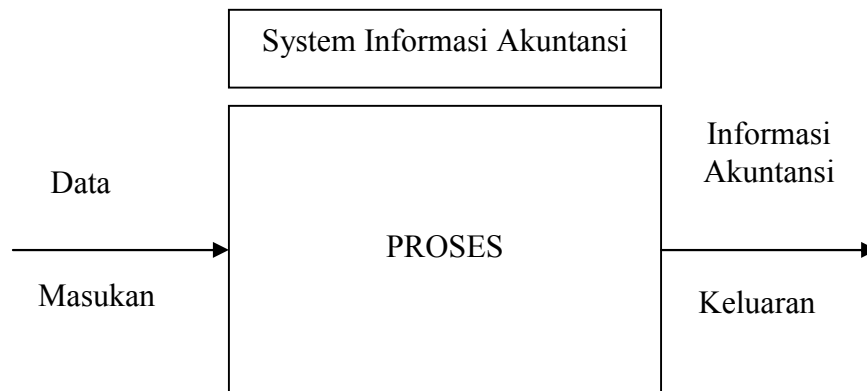 System Informasi Akuntansi
Informasi
Akuntansi
Data
PROSES
Masukan
Keluaran